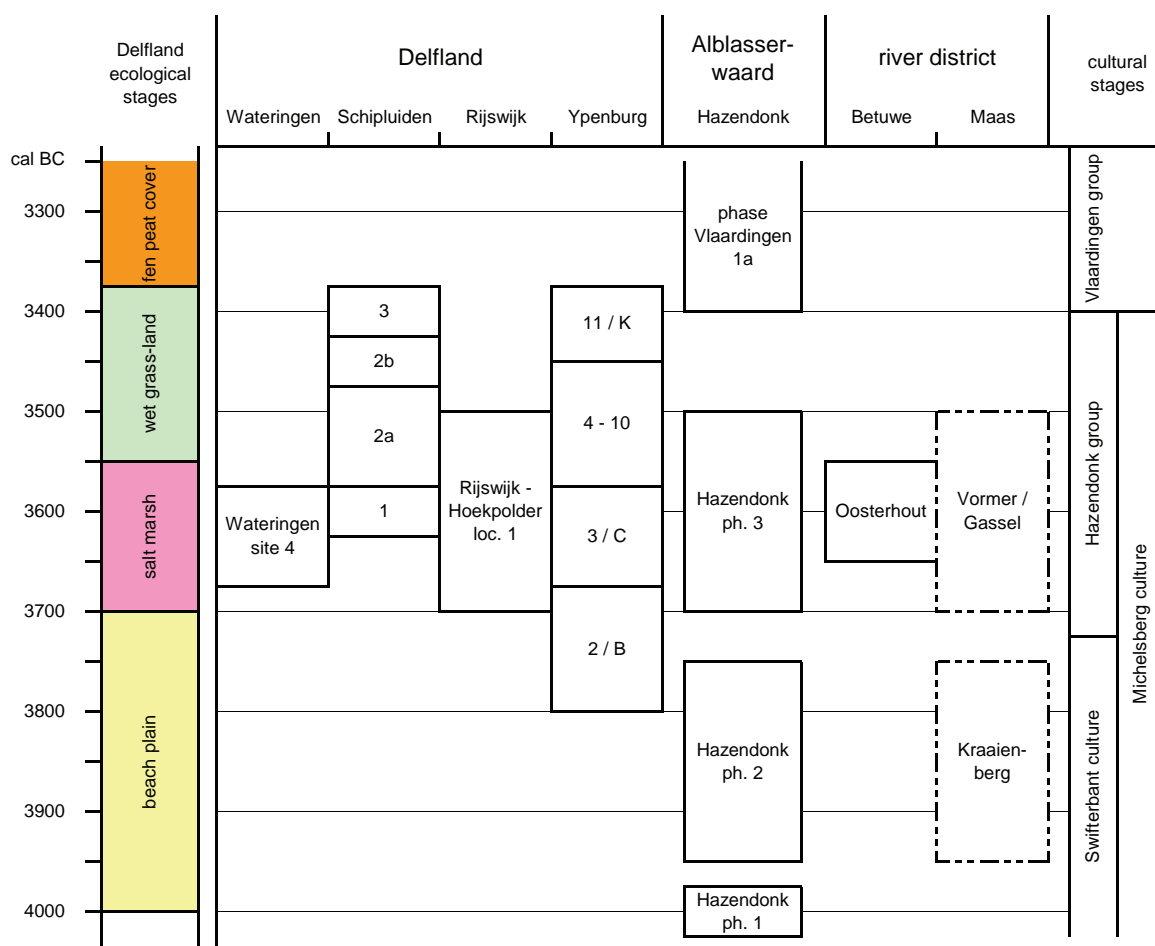 Delfland
ecological
stages
Delfland
Alblasser-
waard
river district
cultural
stages
Wateringen
Schipluiden
Rijswijk
Ypenburg
Hazendonk
Betuwe
Maas
cal BC
3300
3400
3500
3600
3700
3800
3900
4000
fen peat cover
wet grass-land
salt marsh
beach plain
Wateringen
site 4
3
2b
2a
1
Rijswijk -
Hoekpolder
loc. 1
11 / K
4 - 10
3 / C
2 / B
phase
Vlaardingen
1a
Hazendonk
ph. 3
Hazendonk
ph. 2
Hazendonk
ph. 1
Oosterhout
Vormer /
Gassel
Kraaien-
berg
Vlaardingen group
Hazendonk group
Swifterbant culture
Michelsberg culture